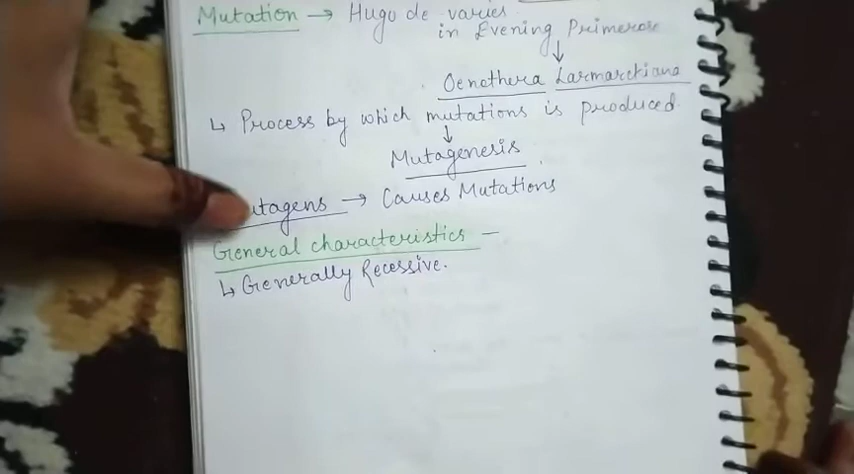 Mutation → Hugo de varies
in Evening Primerose
↓
Oenothera Larmarckiana
↳ Process by which mutations is produced.
↓
Mutagenesis
utagens → Causes Mutations
General characteristics –
↳ Generally Recessive.